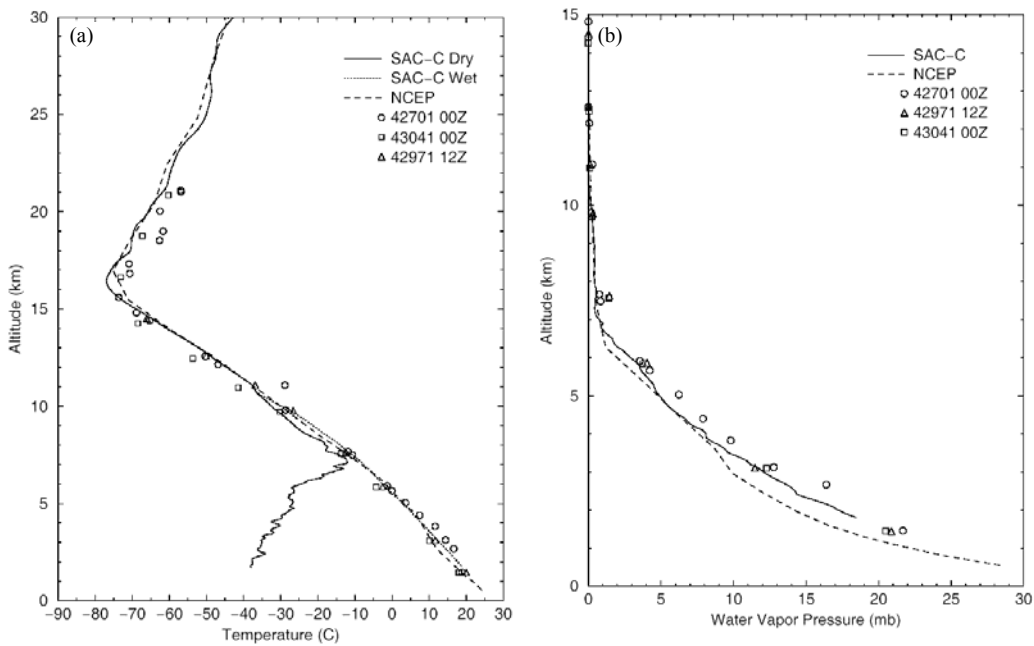 (a)
SAC−C Dry
SAC−C Wet
NCEP
42701 00Z
43041 00Z
42971 12Z
30
25
20
15
10
5
0
Altitude (km)
−90 −80 −70 −60 −50 −40 −30 −20 −10 0 10 20 30
Temperature (C)
(b)
SAC−C
NCEP
42701 00Z
42971 12Z
43041 00Z
15
10
5
0
Altitude (km)
0 5 10 15 20 25 30
Water Vapor Pressure (mb)